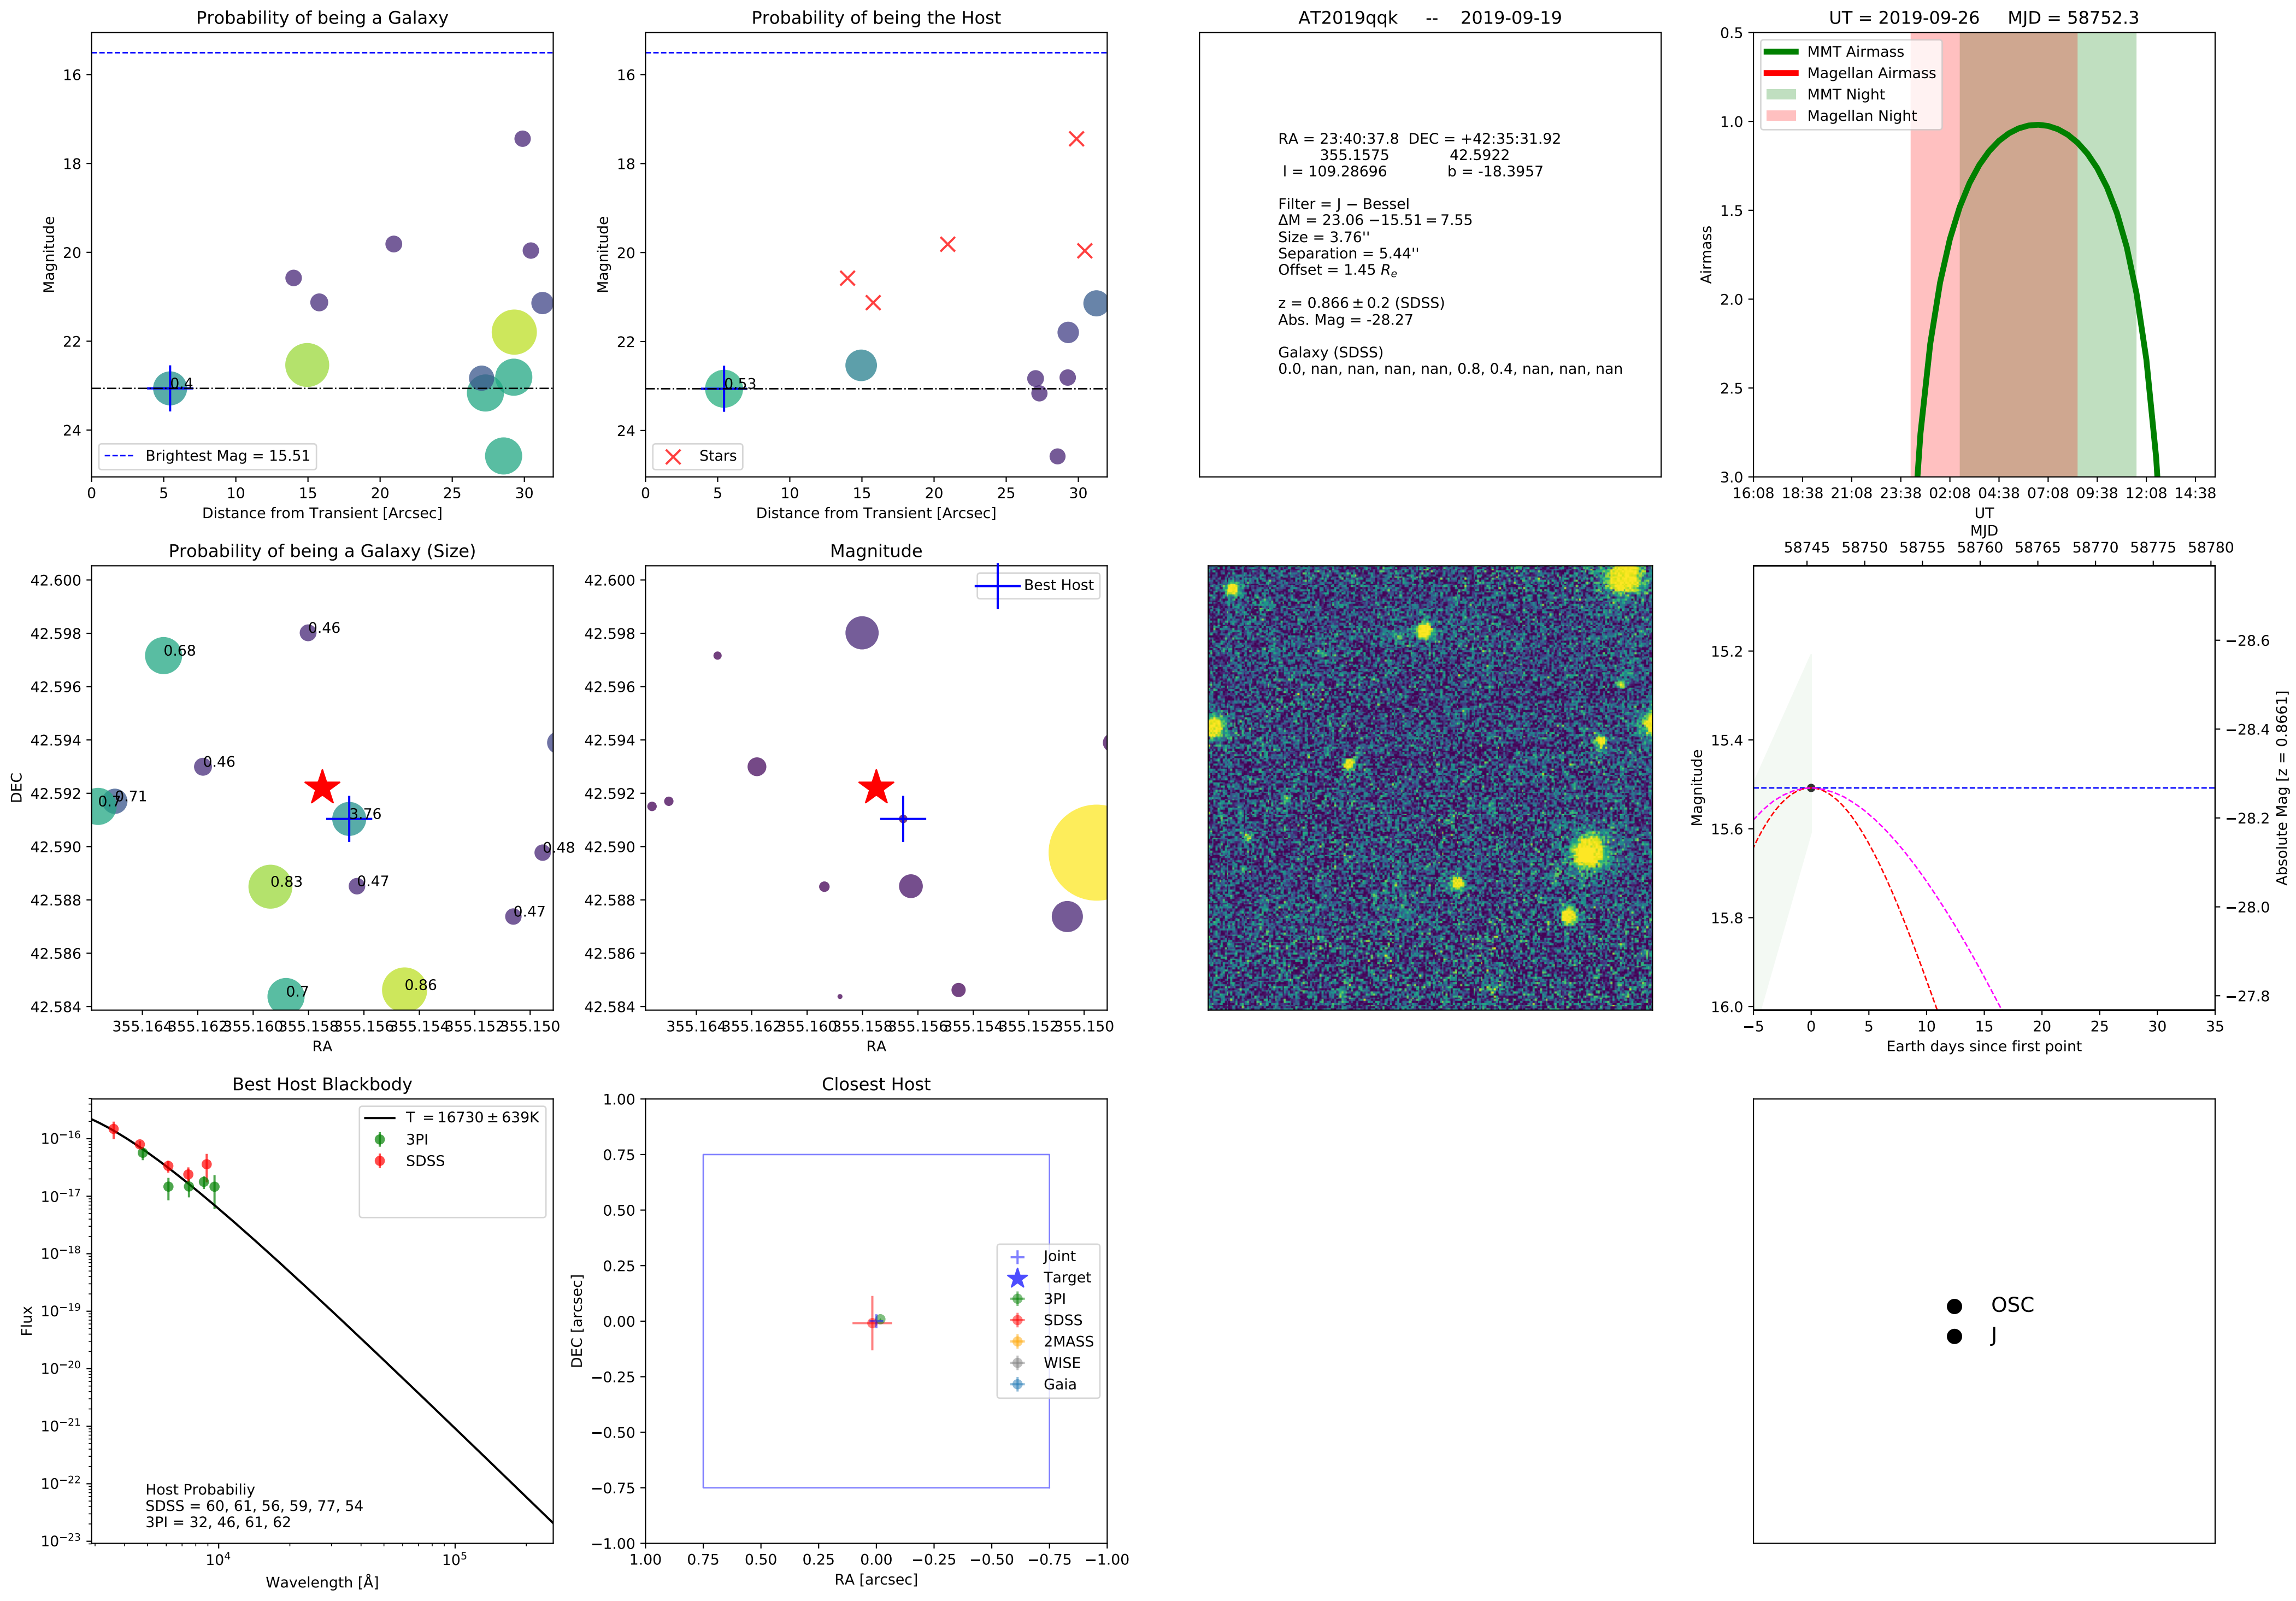 Probability of being a Galaxy
Magnitude
16
18
20
22
24
0.4
Brightest Mag = 15.51
0 5 10 15 20 25 30
Distance from Transient [Arcsec]
Probability of being the Host
Magnitude
16
18
20
22
24
0.53
Stars
0 5 10 15 20 25 30
Distance from Transient [Arcsec]
AT2019qqk -- 2019-09-19
RA = 23:40:37.8 DEC = +42:35:31.92
355.1575 42.5922
l = 109.28696 b = -18.3957
Filter = J − Bessel
ΔM = 23.06 −15.51 = 7.55
Size = 3.76''
Separation = 5.44''
Offset = 1.45 Re
z = 0.866 ± 0.2 (SDSS)
Abs. Mag = -28.27
Galaxy (SDSS)
0.0, nan, nan, nan, nan, 0.8, 0.4, nan, nan, nan
UT = 2019-09-26 MJD = 58752.3
Airmass
0.5
1.0
1.5
2.0
2.5
3.0
MMT Airmass
Magellan Airmass
MMT Night
Magellan Night
16:08 18:38 21:08 23:38 02:08 04:38 07:08 09:38 12:08 14:38
UT
Probability of being a Galaxy (Size)
DEC
42.600
42.598
42.596
42.594
42.592
42.590
42.588
42.586
42.584
0.46
0.68
0.46
0.7
0.71
3.76
0.48
0.83
0.47
0.47
0.86
0.7
355.164 355.162 355.160 355.158 355.156 355.154 355.152 355.150
RA
Magnitude
42.600
42.598
42.596
42.594
42.592
42.590
42.588
42.586
42.584
Best Host
355.164 355.162 355.160 355.158 355.156 355.154 355.152 355.150
RA
MJD
58745 58750 58755 58760 58765 58770 58775 58780
Magnitude
15.2
15.4
15.6
15.8
16.0
−28.6
−28.4
−28.2
−28.0
−27.8
Absolute Mag [z = 0.8661]
−5 0 5 10 15 20 25 30 35
Earth days since first point
Best Host Blackbody
Flux
10−16
10−17
10−18
10−19
10−20
10−21
10−22
10−23
T = 16730 ± 639K
3PI
SDSS
Host Probabiliy
SDSS = 60, 61, 56, 59, 77, 54
3PI = 32, 46, 61, 62
10^4 10^5
Wavelength [Å]
Closest Host
DEC [arcsec]
1.00
0.75
0.50
0.25
0.00
−0.25
−0.50
−0.75
−1.00
Joint
Target
3PI
SDSS
2MASS
WISE
Gaia
1.00 0.75 0.50 0.25 0.00 −0.25 −0.50 −0.75 −1.00
RA [arcsec]
OSC
J